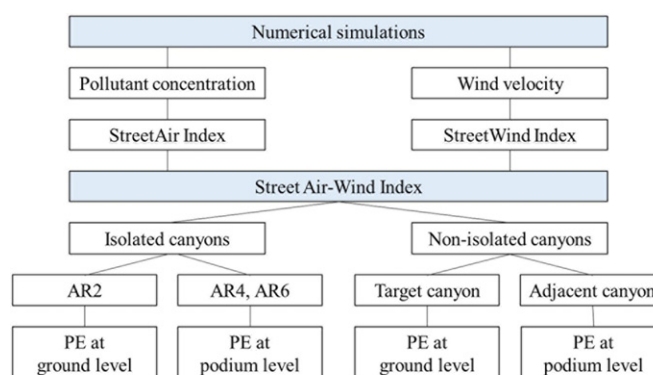 Numerical simulations
Pollutant concentration
Wind velocity
StreetAir Index
StreetWind Index
Street Air-Wind Index
Isolated canyons
Non-isolated canyons
AR2
AR4, AR6
Target canyon
Adjacent canyon
PE at
ground level
PE at
podium level
PE at
ground level
PE at
podium level